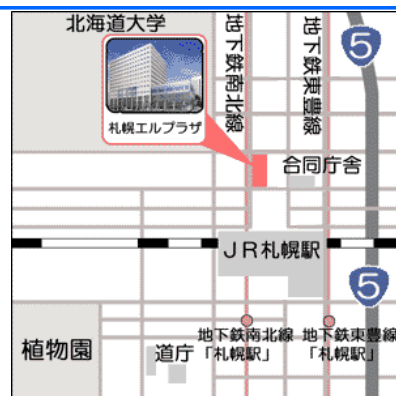 北海道大学
地下鉄南北線
地下鉄東豊線
5
札幌エルプラザ
合同庁舎
JR札幌駅
5
植物園
道庁
地下鉄南北線
「札幌駅」
地下鉄東豊線
「札幌駅」